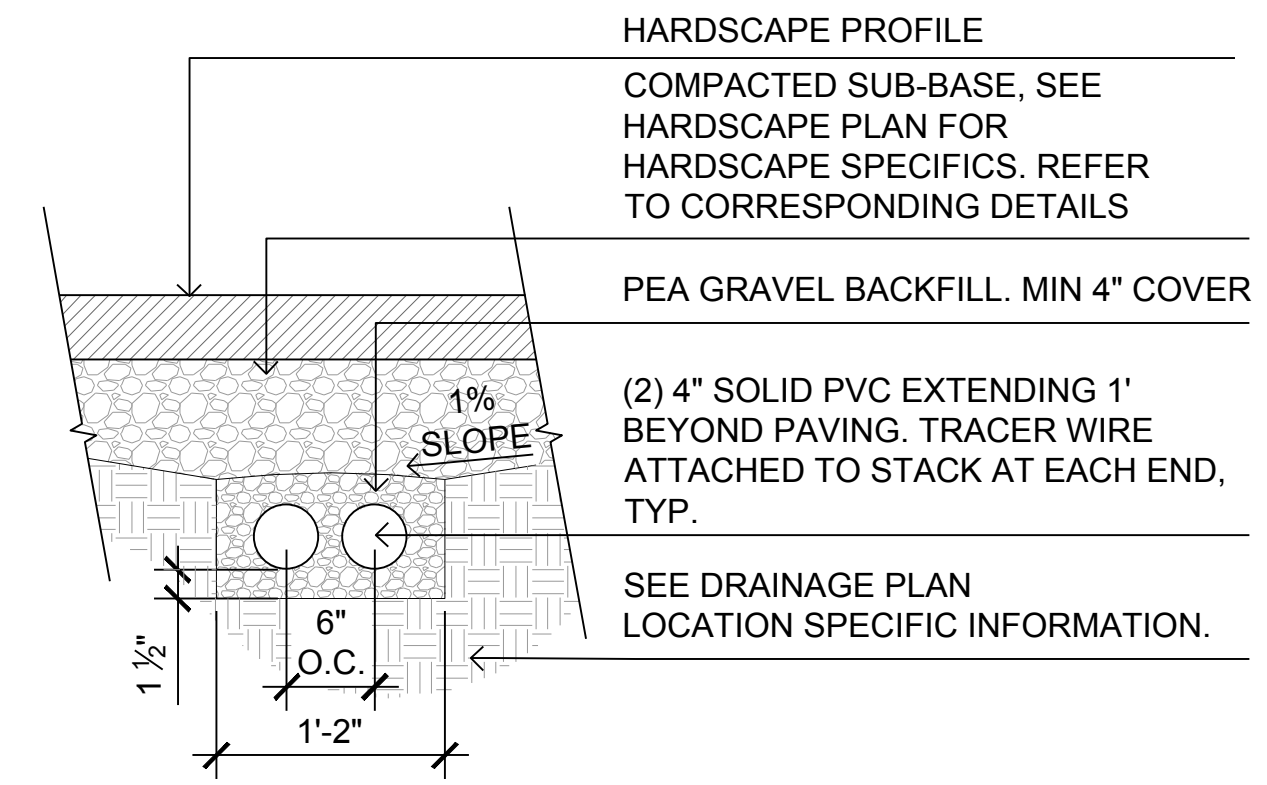 HARDSCAPE PROFILE
COMPACTED SUB-BASE, SEE
HARDSCAPE PLAN FOR
HARDSCAPE SPECIFICS. REFER
TO CORRESPONDING DETAILS
PEA GRAVEL BACKFILL. MIN 4" COVER
(2) 4" SOLID PVC EXTENDING 1'
BEYOND PAVING. TRACER WIRE
ATTACHED TO STACK AT EACH END,
TYP.
SEE DRAINAGE PLAN
LOCATION SPECIFIC INFORMATION.
1%
SLOPE
1 ½"
6"
O.C.
1'-2"